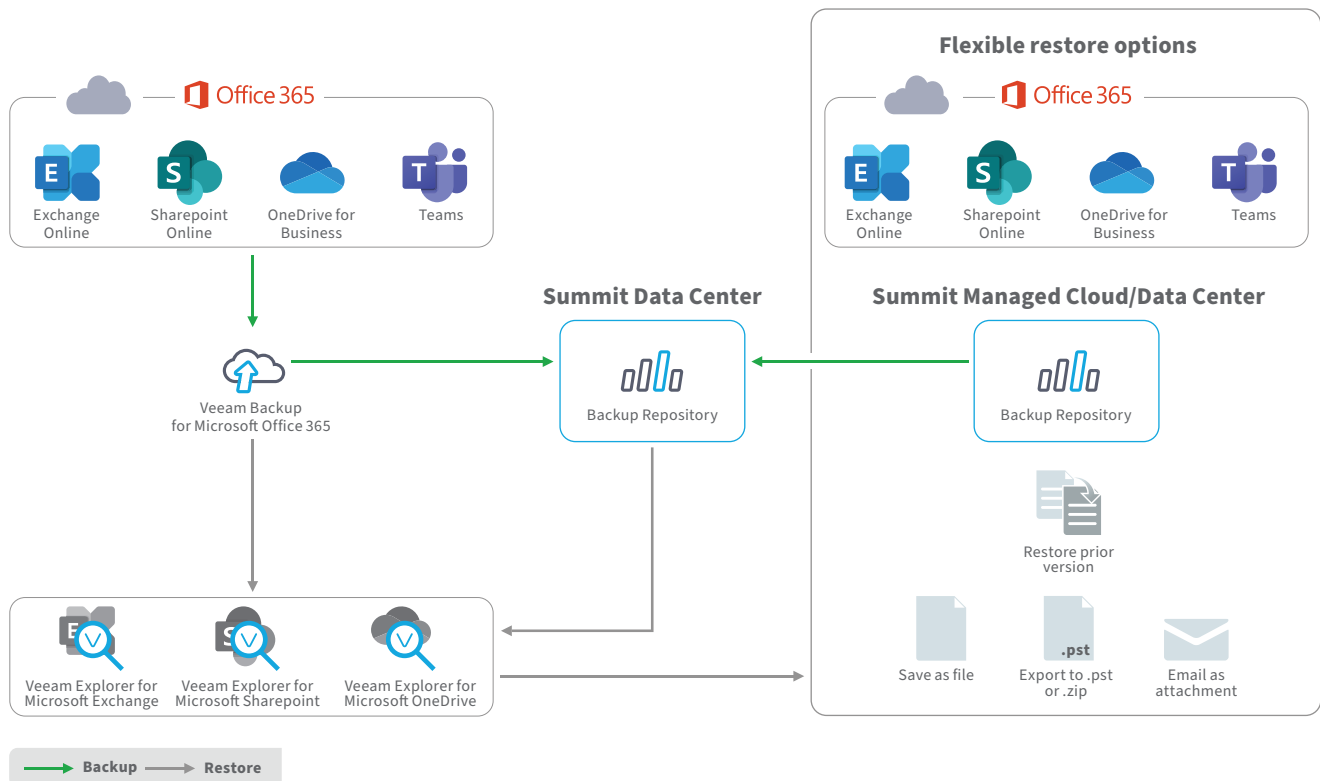 Flexible restore options
Office 365
Office 365
E
S
T
Exchange
Online
Sharepoint
Online
OneDrive for
Business
Teams
E
S
T
Exchange
Online
Sharepoint
Online
OneDrive for
Business
Teams
Summit Data Center
Summit Managed Cloud/Data Center
Veeam Backup
for Microsoft Office 365
Backup Repository
Backup Repository
Restore prior
version
E
S
Veeam Explorer for
Microsoft Exchange
Veeam Explorer for
Microsoft Sharepoint
Veeam Explorer for
Microsoft OneDrive
Save as file
.pst
Export to .pst
or .zip
Email as
attachment
Backup
Restore